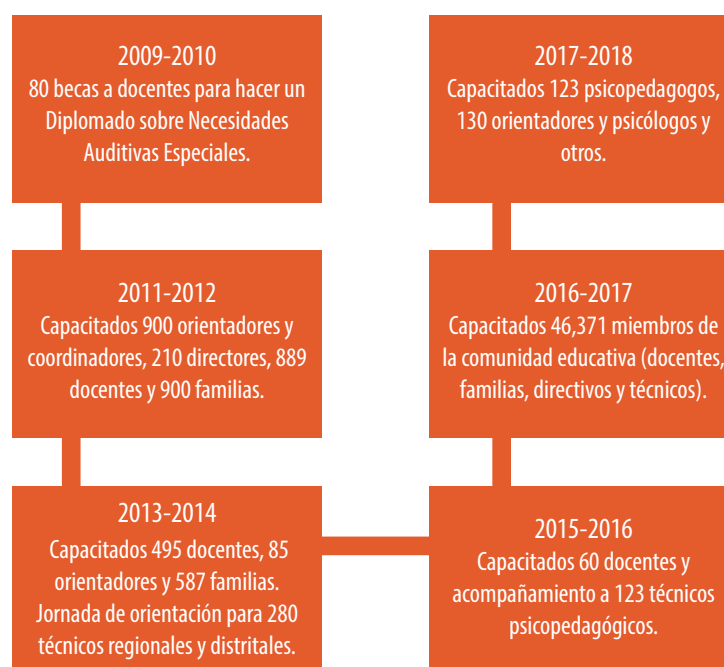 2009-2010
80 becas a docentes para hacer un
Diplomado sobre Necesidades
Auditivas Especiales.
2011-2012
Capacitados 900 orientadores y
coordinadores, 210 directores, 889
docentes y 900 familias.
2013-2014
Capacitados 495 docentes, 85
orientadores y 587 familias.
Jornada de orientación para 280
técnicos regionales y distritales.
2015-2016
Capacitados 60 docentes y
acompañamiento a 123 técnicos
psicopedagógicos.
2016-2017
Capacitados 46,371 miembros de
la comunidad educativa (docentes,
familias, directivos y técnicos).
2017-2018
Capacitados 123 psicopedagogos,
130 orientadores y psicólogos y
otros.